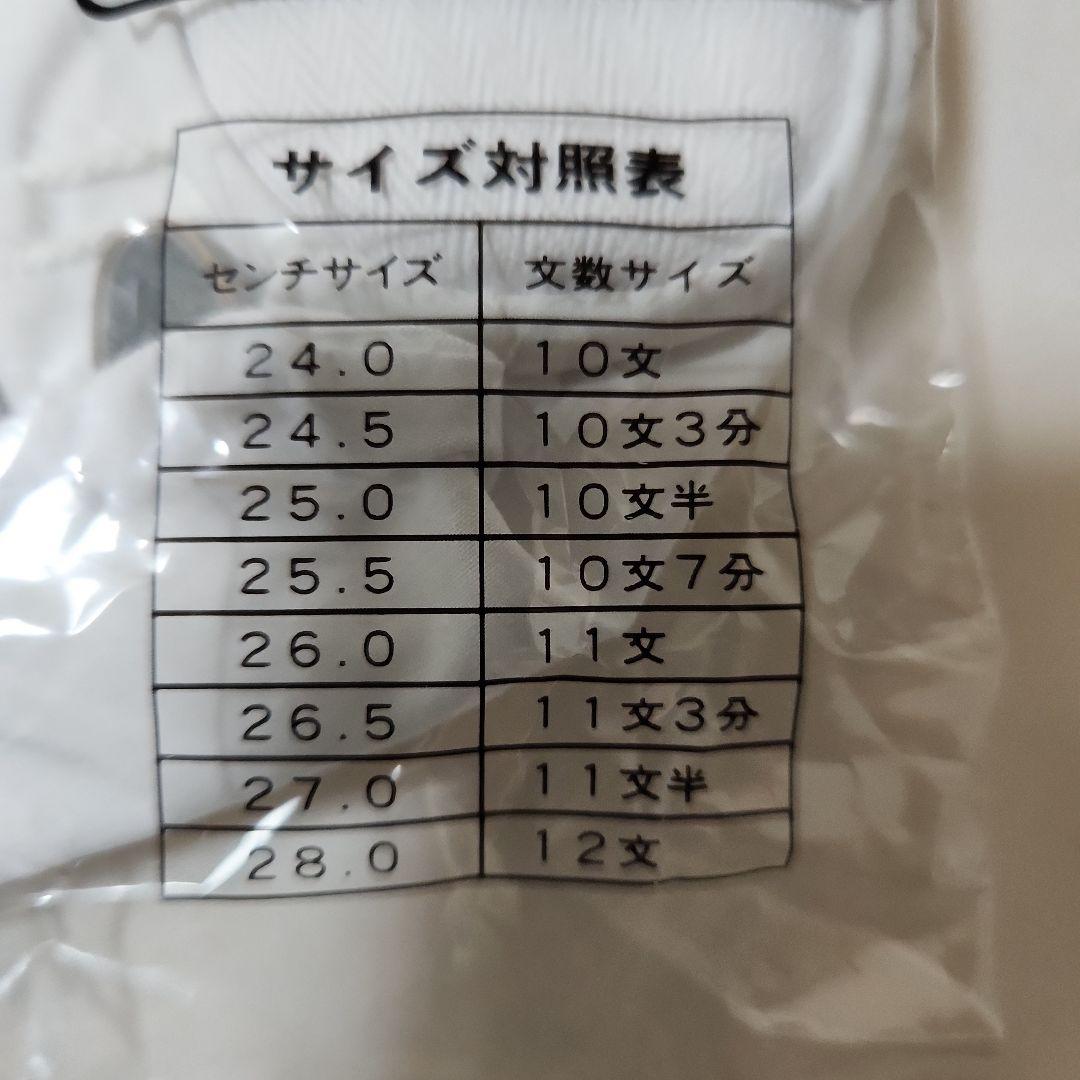 サイズ対照表
センチサイズ 文数サイズ
24.0 10文
24.5 10文3分
25.0 10文半
25.5 10文7分
26.0 11文
26.5 11文3分
27.0 11文半
28.0 12文